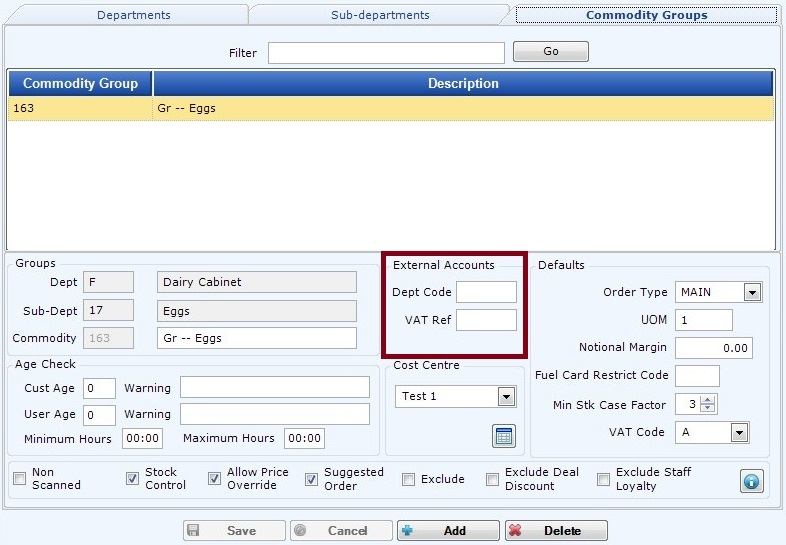 Departments Sub-departments Commodity Groups
Filter Go
Commodity Group Description
163 Gr -- Eggs
Groups
Dept F Dairy Cabinet
Sub-Dept 17 Eggs
Commodity 163 Gr -- Eggs
External Accounts
Dept Code
VAT Ref
Defaults
Order Type MAIN
UOM 1
Notional Margin 0.00
Fuel Card Restrict Code
Min Stk Case Factor 3
VAT Code A
Age Check
Cust Age 0 Warning
User Age 0 Warning
Minimum Hours 00:00 Maximum Hours 00:00
Cost Centre
Test 1
Non Scanned
Stock Control
Allow Price Override
Suggested Order
Exclude
Exclude Deal Discount
Exclude Staff Loyalty
Save Cancel Add Delete